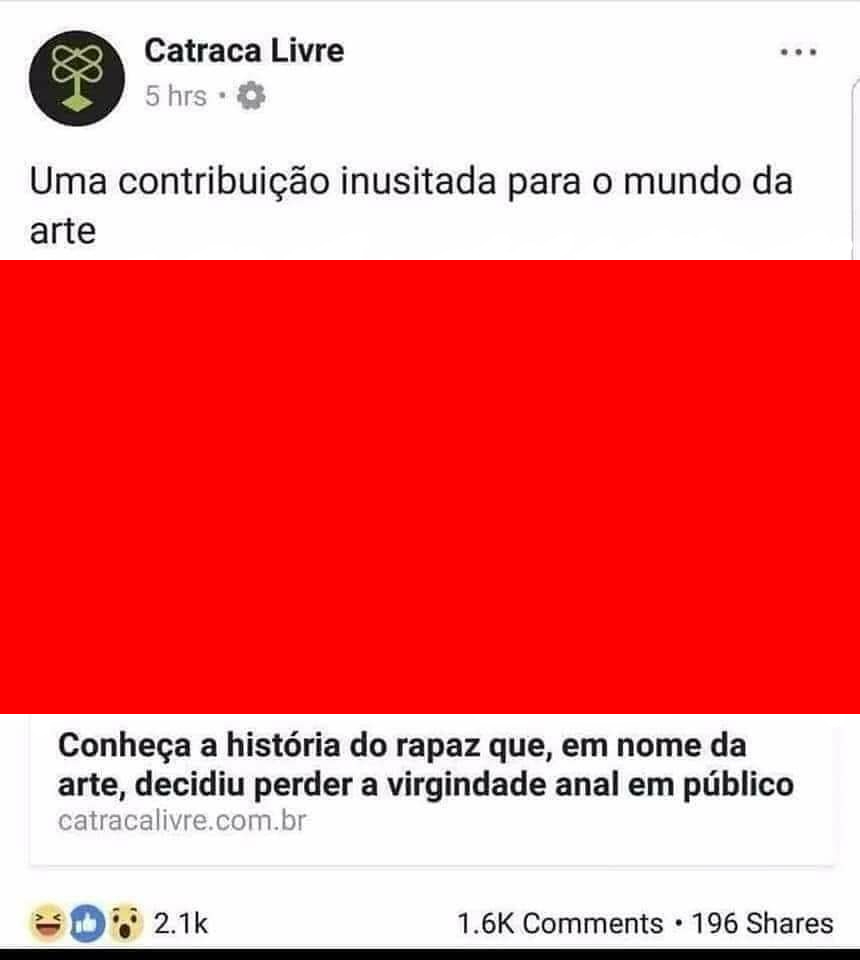 Catraca Livre
5 hrs •
Uma contribuição inusitada para o mundo da
arte
Conheça a história do rapaz que, em nome da
arte, decidiu perder a virgindade anal em público
catracalivre.com.br
2.1k 1.6K Comments • 196 Shares